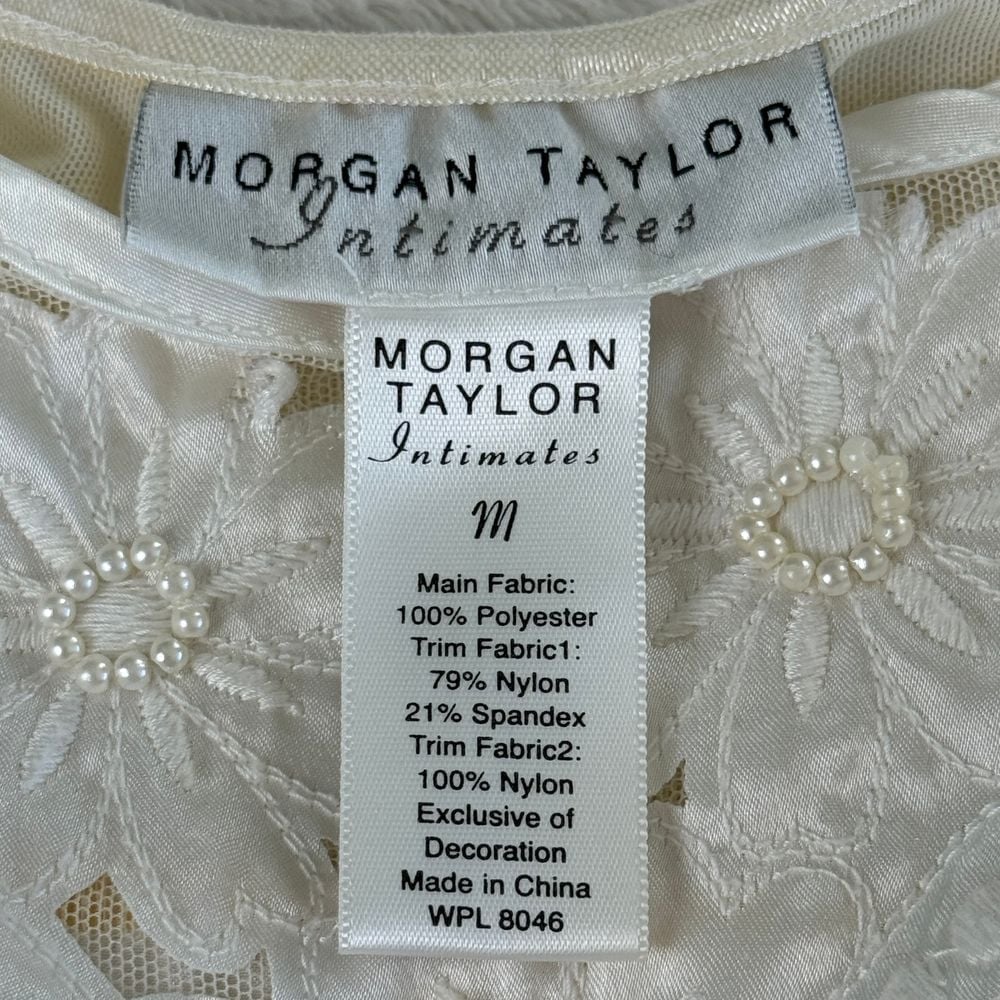 MORGAN TAYLOR
Intimates
MORGAN
TAYLOR
Intimates
M
Main Fabric:
100% Polyester
Trim Fabric1:
79% Nylon
21% Spandex
Trim Fabric2:
100% Nylon
Exclusive of
Decoration
Made in China
WPL 8046